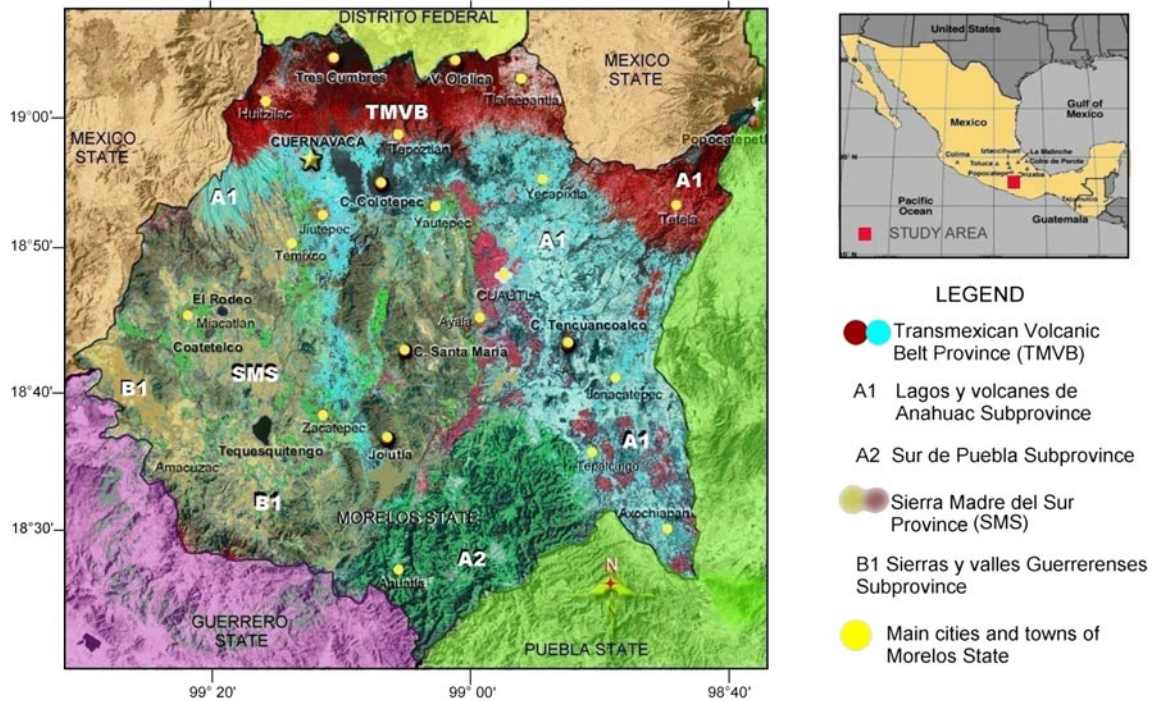 DISTRITO FEDERAL
Tres Cumbres
V. Ololica
MEXICO
STATE
Tlalnepantla
Huitzilac
19°00'
TMVB
Popocatepetl
MEXICO
STATE
CUERNAVACA
Tepoztlán
A1
C. Colotepec
Yecapixtla
A1
Yautepec
Tetela
Jiutepec
A1
18°50'
Temixco
CUAUTLA
El Rodeo
Miacatlán
Ayala
C. Tencuancoalco
Coatetelco
C. Santa María
SMS
B1
18°40'
Jonacatepec
Zacatepec
Tequesquitengo
Jojutla
A1
Tepalcingo
Amacuzac
B1
MORELOS STATE
Axochiapan
18°30'
A2
N
GUERRERO
STATE
PUEBLA STATE
99° 20'
99° 00'
98° 40'
United States
Gulf of
Mexico
Mexico
Colima
Iztaccihuatl
La Malinche
Toluca
Cofre de Perote
Popocatepetl
Orizaba
Pacific
Ocean
Guatemala
STUDY AREA
LEGEND
Transmexican Volcanic
Belt Province (TMVB)
A1 Lagos y volcanes de
Anahuac Subprovince
A2 Sur de Puebla Subprovince
Sierra Madre del Sur
Province (SMS)
B1 Sierras y valles Guerrerenses
Subprovince
Main cities and towns of
Morelos State